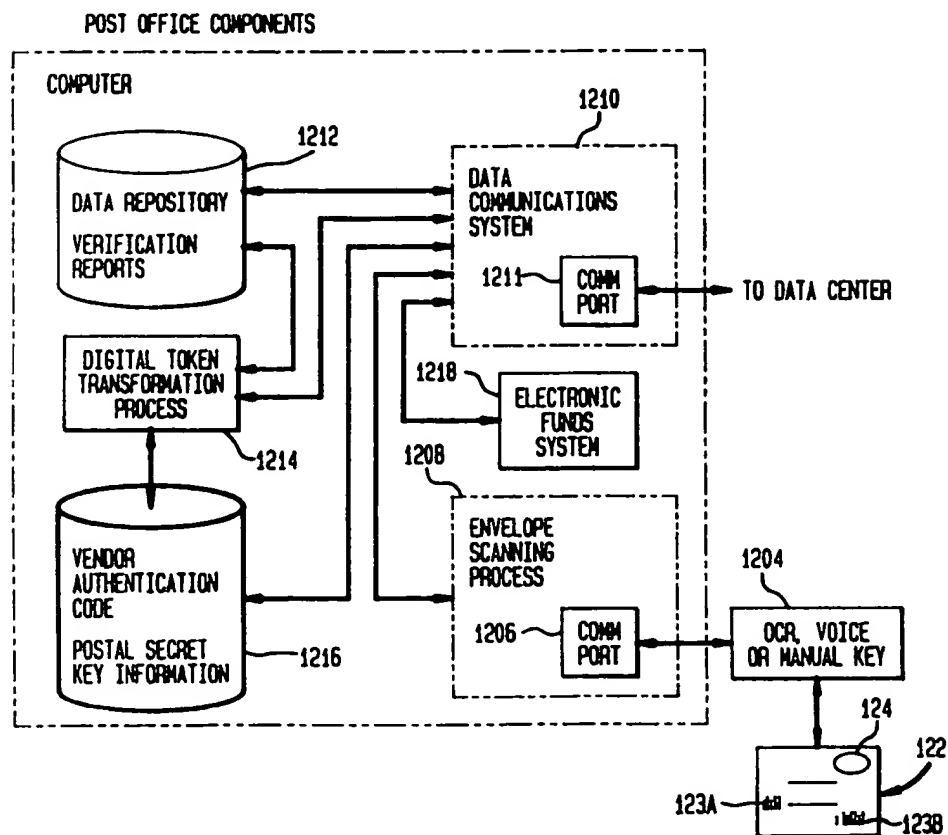 POST OFFICE COMPONENTS
COMPUTER
1212
DATA REPOSITORY
VERIFICATION
REPORTS
1210
DATA
COMMUNICATIONS
SYSTEM
1211
COMM
PORT
TO DATA CENTER
DIGITAL TOKEN
TRANSFORMATION
PROCESS
1214
1218
ELECTRONIC
FUNDS
SYSTEM
1208
VENDOR
AUTHENTICATION
CODE
POSTAL SECRET
KEY INFORMATION
1216
ENVELOPE
SCANNING
PROCESS
1206
COMM
PORT
1204
OCR, VOICE
OR MANUAL KEY
124
122
123A
123B